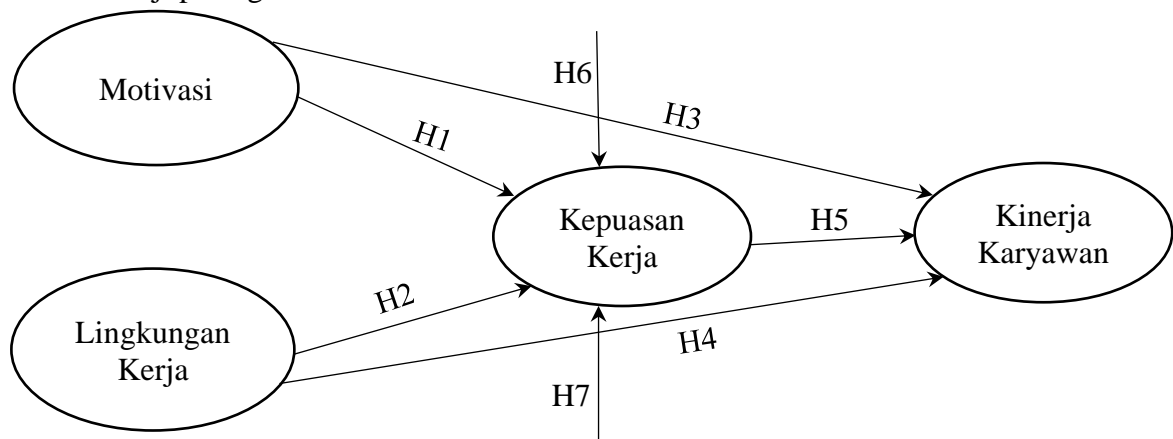 H6
Motivasi
H3
H1
Kepuasan
Kerja
H5
Kinerja
Karyawan
H2
Lingkungan
Kerja
H4
H7